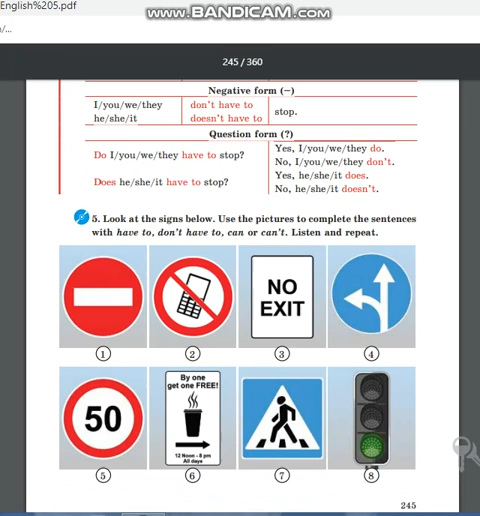 English%205.pdf
www.BANDICAM.com
/...
245 / 360
Negative form (–)
I/you/we/they don't have to
he/she/it doesn't have to stop.
Question form (?)
Do I/you/we/they have to stop? Yes, I/you/we/they do.
No, I/you/we/they don't.
Does he/she/it have to stop? Yes, he/she/it does.
No, he/she/it doesn't.
5. Look at the signs below. Use the pictures to complete the sentences
with have to, don't have to, can or can't. Listen and repeat.
NO
EXIT
1 2 3 4
50
By one
get one FREE!
12 Noon - 8 pm
All days
5 6 7 8
245